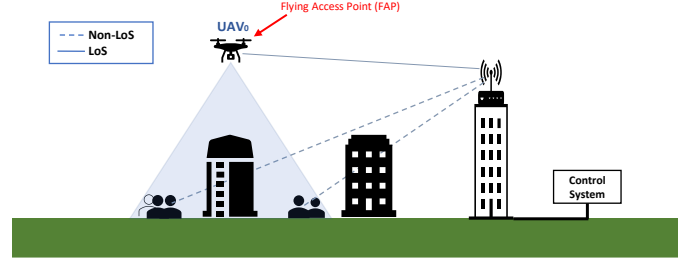 Flying Access Point (FAP)
UAV₀
Non-LoS
LoS
Control
System